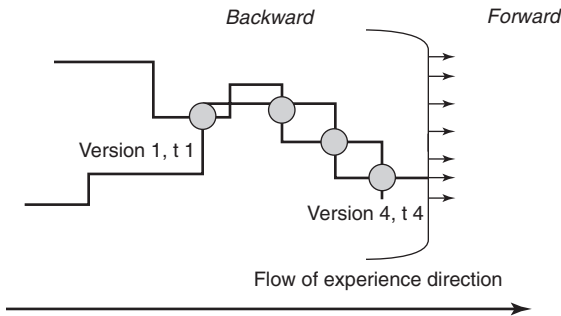 Backward
Forward
Version 1, t 1
Version 4, t 4
Flow of experience direction